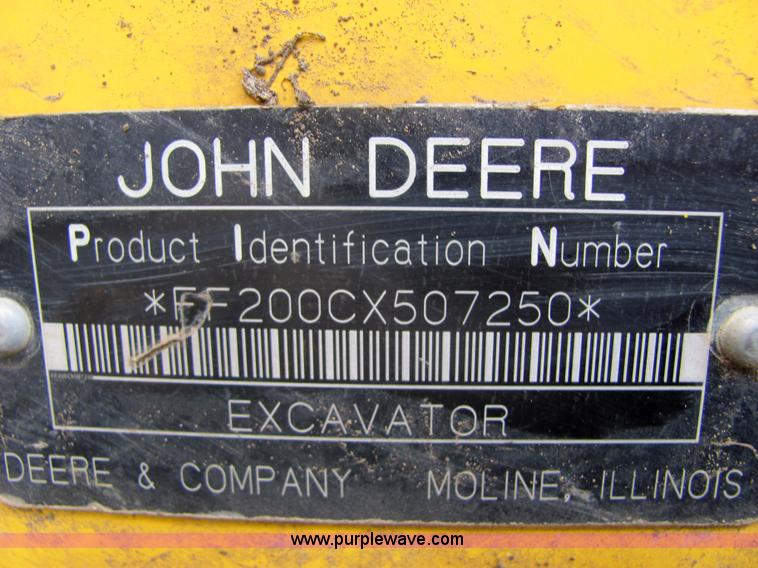 JOHN DEERE
Product Identification Number
*FF200CX507250*
EXCAVATOR
DEERE & COMPANY MOLINE, ILLINOIS
www.purplewave.com